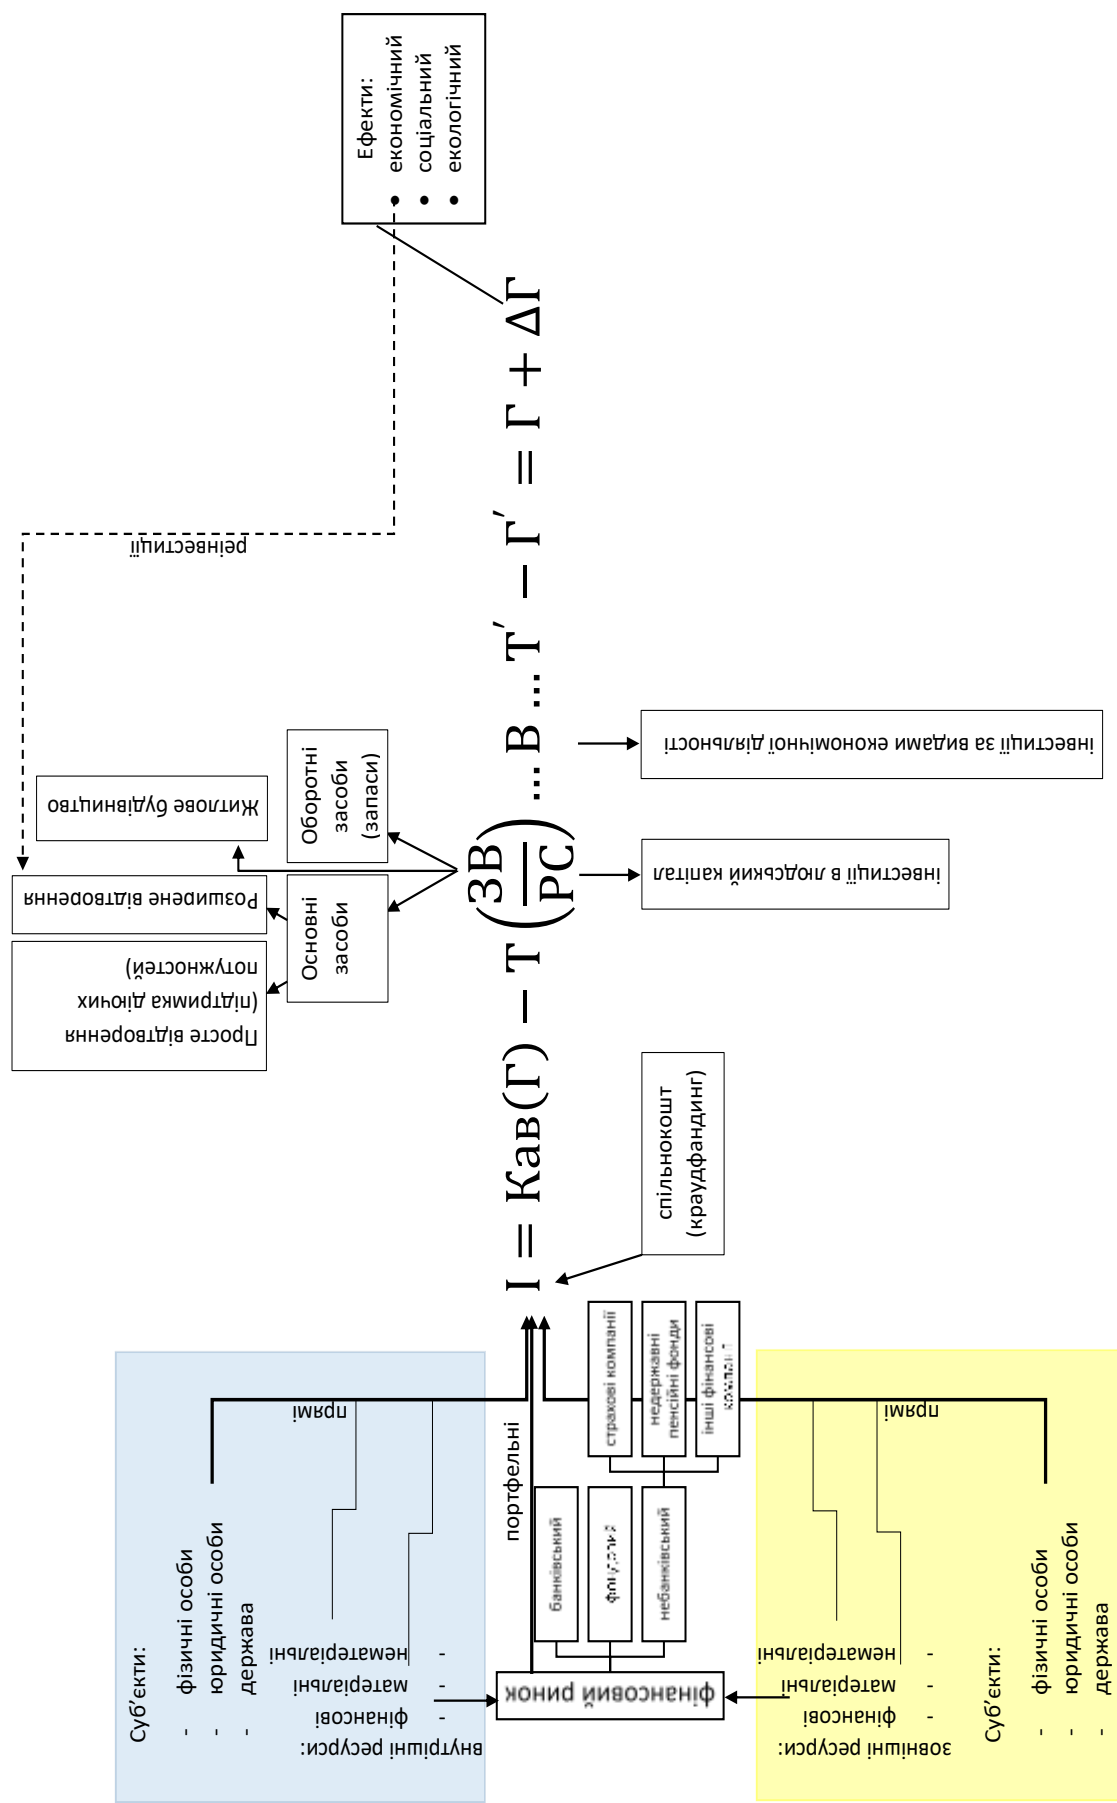 Суб’єкти:
- фізичні особи
- юридичні особи
- держава
внутрішні ресурси:
- фінансові
- матеріальні
- нематеріальні
прямі
портфельні
фінансовий ринок
банківський
небанківський
страхові компанії
недержавні
пенсійні фонди
інші фінансові
зовнішні ресурси:
- фінансові
- матеріальні
- нематеріальні
прямі
Суб’єкти:
- фізичні особи
- юридичні особи
- держава
спільнокошт
(краудфандинг)
І = Кав(Г) − Т (ЗВ/РС) ... В ... Т′ − Г′ = Г + ΔГ
Просте відтворення
(підтримка діючих
потужностей)
Розширене відтворення
Житлове будівництво
Основні
засоби
Оборотні
засоби
(запаси)
інвестиції в людський капітал
інвестиції за видами економічної діяльності
реінвестиції
Ефекти:
• економічний
• соціальний
• екологічний